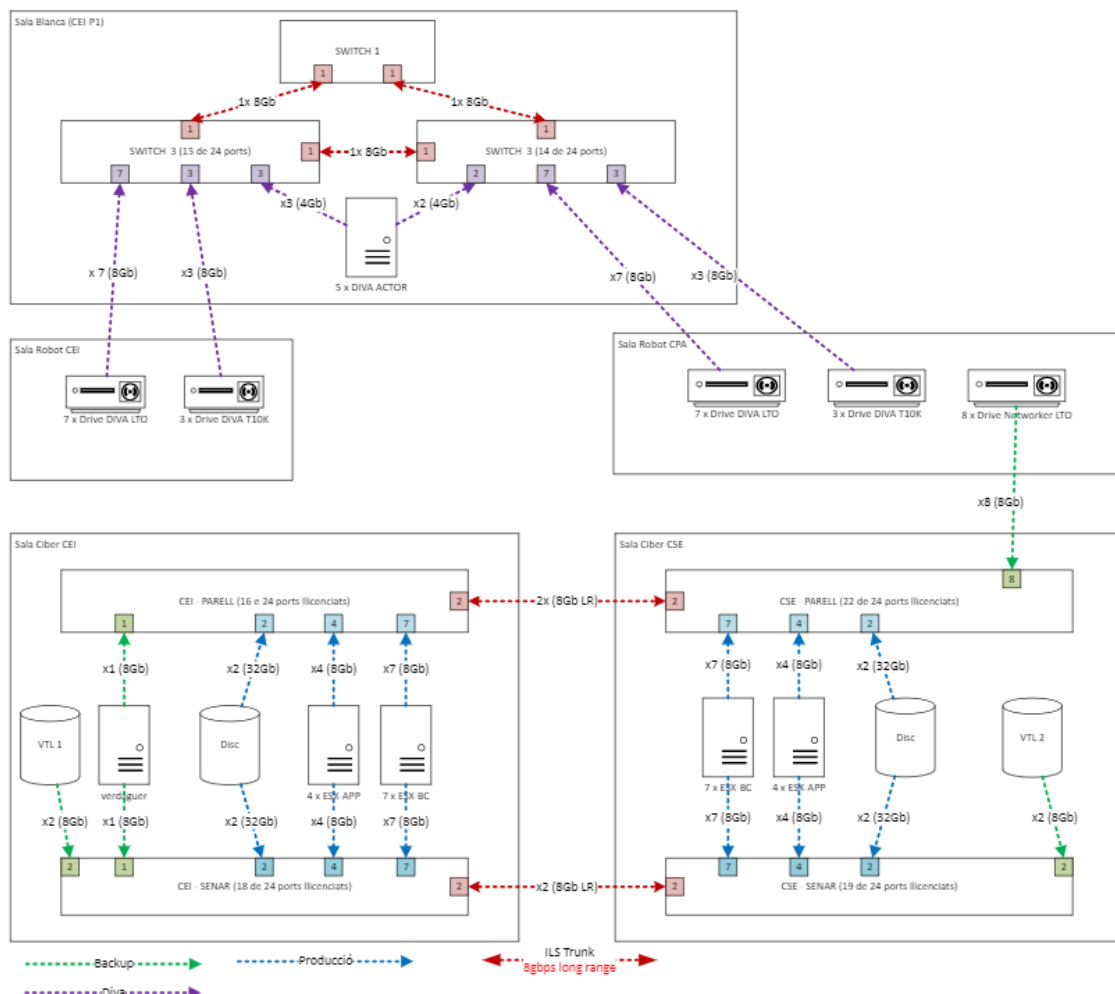 Sala Blanca (CEI-P1)
SWITCH 1
1
1
1x 8Gb
1x 8Gb
1
1
SWITCH 3 (15 de 24 ports)
1
1x 8Gb
1
SWITCH 3 (14 de 24 ports)
7
3
3
2
7
3
x3 (4Gb)
x2 (4Gb)
x 7 (8Gb)
x3 (8Gb)
x7 (8Gb)
x3 (8Gb)
5 x DIVA ACTOR
Sala Robot CEI
7 x Drive DIVA LTO
3 x Drive DIVA T10K
Sala Robot CPA
7 x Drive DIVA LTO
3 x Drive DIVA T10K
8 x Drive Networker LTO
x8 (8Gb)
Sala Ciber CEI
CEI - PARELL (16 e 24 ports llicenciats)
2
1
2
4
7
x1 (8Gb)
x2 (32Gb)
x4 (8Gb)
x7 (8Gb)
VTL 1
verdaguer
Disc
4 x ESX-APP
7 x ESX-BC
x2 (8Gb)
x1 (8Gb)
x2 (32Gb)
x4 (8Gb)
x7 (8Gb)
2
1
2
4
7
CEI - SENAR (18 de 24 ports llicenciats)
2
2x (8Gb LR)
x2 (8Gb LR)
Sala Ciber CSE
8
2
CSE - PARELL (22 de 24 ports llicenciats)
7
4
2
x7 (8Gb)
x4 (8Gb)
x2 (32Gb)
7 x ESX-BC
4 x ESX-APP
Disc
VTL 2
x7 (8Gb)
x4 (8Gb)
x2 (32Gb)
x2 (8Gb)
7
4
2
2
2
CSE - SENAR (19 de 24 ports llicenciats)
Backup
Producció
ILS Trunk
8gbps long range
Diva